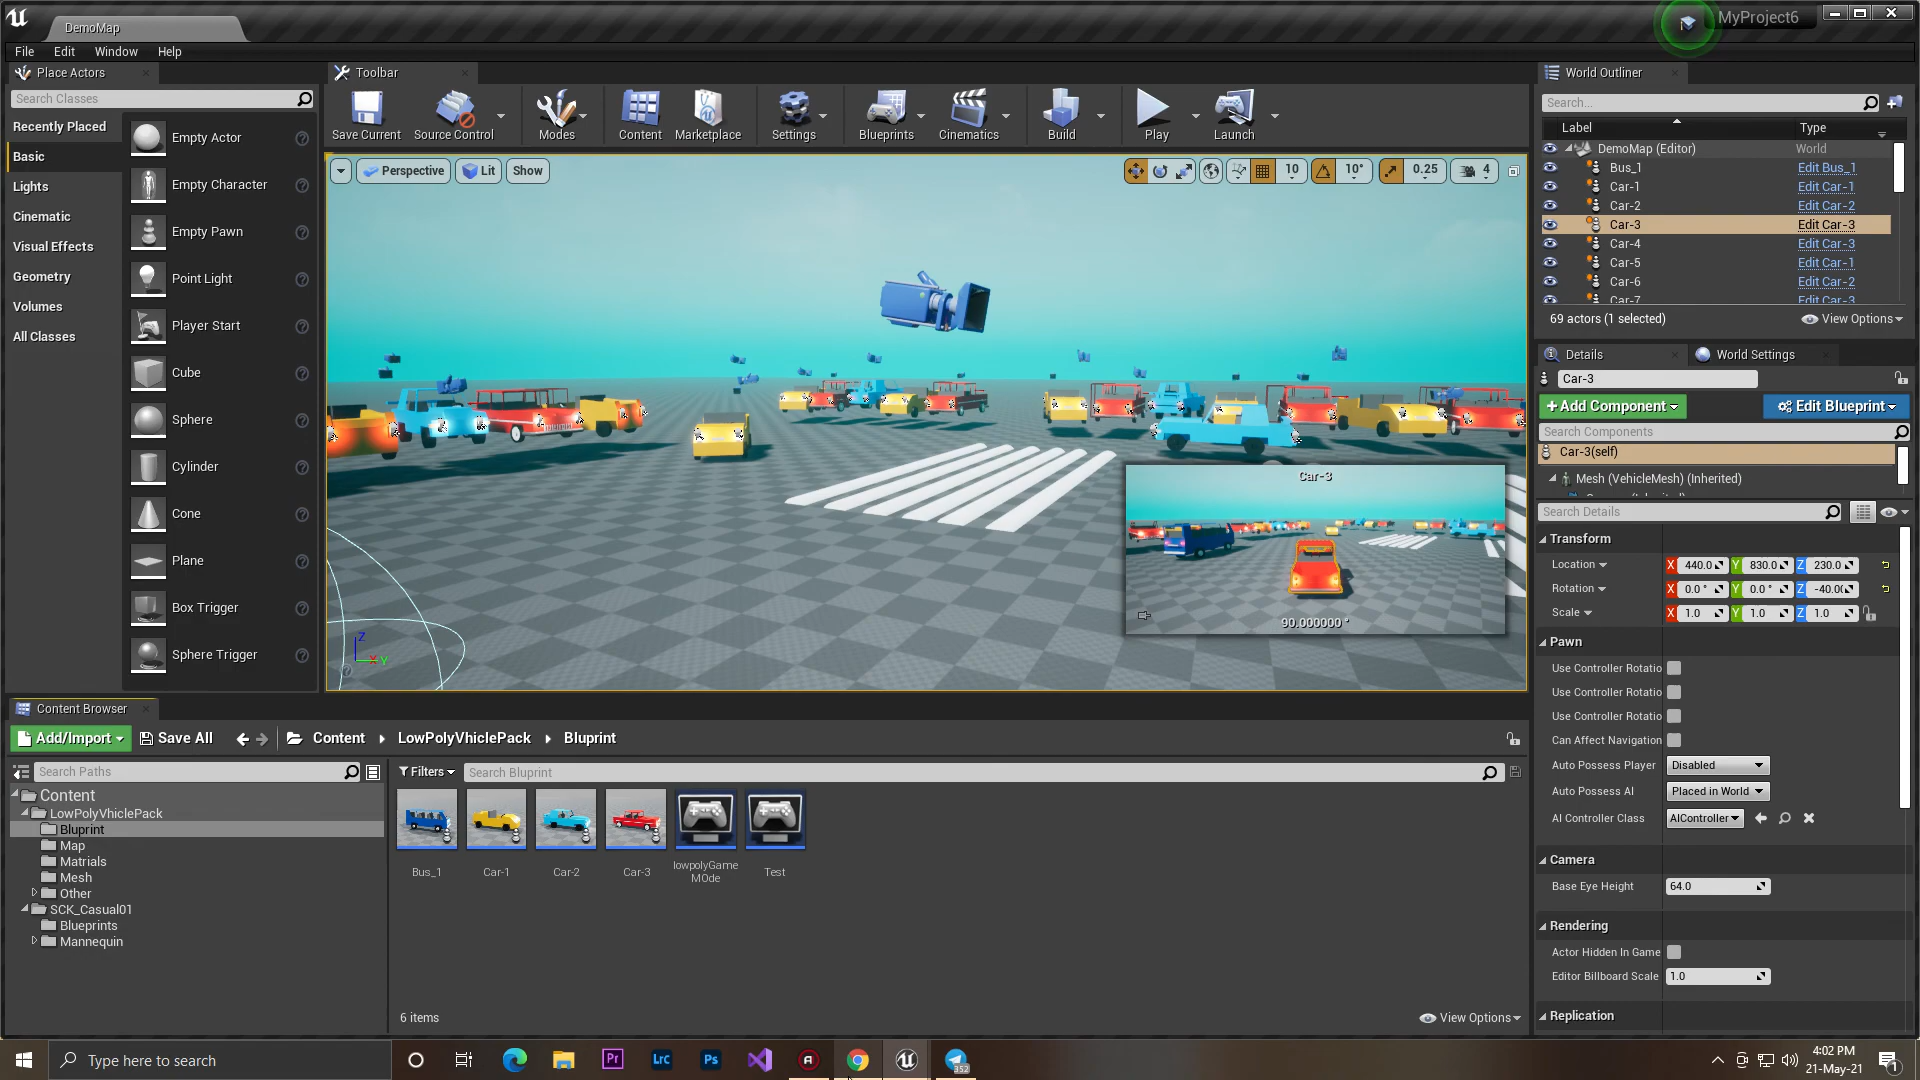 DemoMap
MyProject6
File
Edit
Window
Help
Place Actors
Search Classes
Recently Placed
Basic
Lights
Cinematic
Visual Effects
Geometry
Volumes
All Classes
Empty Actor
Empty Character
Empty Pawn
Point Light
Player Start
Cube
Sphere
Cylinder
Cone
Plane
Box Trigger
Sphere Trigger
Toolbar
Save Current
Source Control
Modes
Content
Marketplace
Settings
Blueprints
Cinematics
Build
Play
Launch
Perspective
Lit
Show
10
10°
0.25
4
Car-3
90.000000 °
Z
X
Y
World Outliner
Search...
Label
Type
DemoMap (Editor)
World
Bus_1
Edit Bus_1
Car-1
Edit Car-1
Car-2
Edit Car-2
Car-3
Edit Car-3
Car-4
Edit Car-3
Car-5
Edit Car-1
Car-6
Edit Car-2
Car-7
Edit Car-3
69 actors (1 selected)
View Options
Details
World Settings
Car-3
+Add Component
Edit Blueprint
Search Components
Car-3(self)
Mesh (VehicleMesh) (Inherited)
Search Details
Transform
Location
X 440.0
Y 830.0
Z 230.0
Rotation
X 0.0 °
Y 0.0 °
Z -40.0
Scale
X 1.0
Y 1.0
Z 1.0
Pawn
Use Controller Rotatio
Use Controller Rotatio
Use Controller Rotatio
Can Affect Navigation
Auto Possess Player
Disabled
Auto Possess AI
Placed in World
AI Controller Class
AIController
Camera
Base Eye Height
64.0
Rendering
Actor Hidden In Game
Editor Billboard Scale
1.0
Replication
Content Browser
Add/Import
Save All
Content
LowPolyVhiclePack
Bluprint
Search Paths
Filters
Search Bluprint
Content
LowPolyVhiclePack
Bluprint
Map
Matrials
Mesh
Other
SCK_Casual01
Blueprints
Mannequin
Bus_1
Car-1
Car-2
Car-3
lowpolyGame
MOde
Test
6 items
View Options
Type here to search
Pr
Lrc
Ps
352
4:02 PM
21-May-21
1